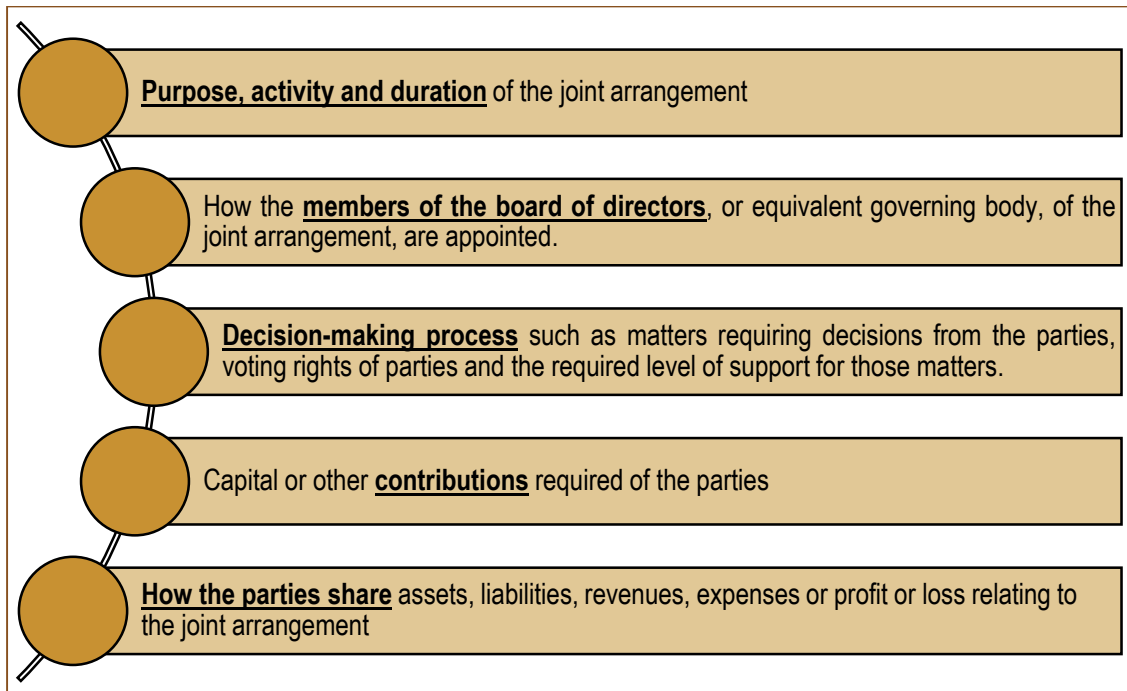 Purpose, activity and duration of the joint arrangement
How the members of the board of directors, or equivalent governing body, of the
joint arrangement, are appointed.
Decision-making process such as matters requiring decisions from the parties,
voting rights of parties and the required level of support for those matters.
Capital or other contributions required of the parties
How the parties share assets, liabilities, revenues, expenses or profit or loss relating to
the joint arrangement